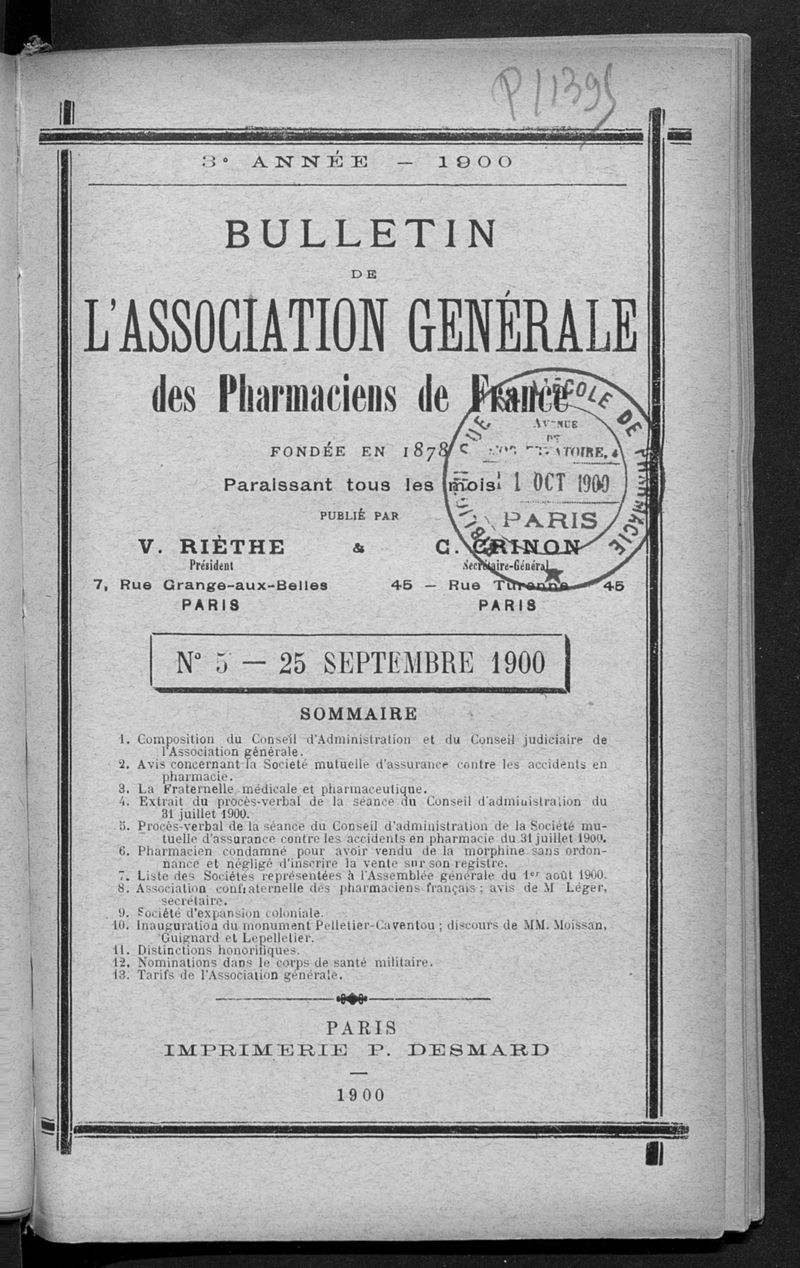 P 11395
3e ANNÉE — 1900
BULLETIN
DE
L'ASSOCIATION GENÉRALE
des Pharmaciens de France
FONDÉE EN 1878
Paraissant tous les mois
PUBLIÉ PAR
V. RIÈTHE & C. CRINON
Président Secrétaire-Général
7, Rue Grange-aux-Belles 45 — Rue Turenne — 45
PARIS PARIS
L'ÉCOLE DE PHARMACIE
AVENUE
1 OCT 1900
PARIS
N° 5 — 25 SEPTEMBRE 1900
SOMMAIRE
1. Composition du Conseil d'Administration et du Conseil judiciaire de
l'Association générale.
2. Avis concernant la Societé mutuelle d'assurance contre les accidents en
pharmacie.
3. La Fraternelle médicale et pharmaceutique.
4. Extrait du procès-verbal de la séance du Conseil d'administration du
31 juillet 1900.
5. Procès-verbal de la séance du Conseil d'administration de la Société mu-
tuelle d'assurance contre les accidents en pharmacie du 31 juillet 1900.
6. Pharmacien condamné pour avoir vendu de la morphine sans ordon-
nance et négligé d'inscrire la vente sur son registre.
7. Liste des Sociétés représentées à l'Assemblée générale du 1er août 1900.
8. Association confraternelle des pharmaciens français ; avis de M Léger,
secrétaire.
9. Société d'expansion coloniale.
10. Inauguration du monument Pelletier-Caventou ; discours de MM. Moissan,
Guignard et Lepelletier.
11. Distinctions honorifiques.
12. Nominations dans le corps de santé militaire.
13. Tarifs de l'Association générale.
PARIS
IMPRIMERIE P. DESMARD
1900